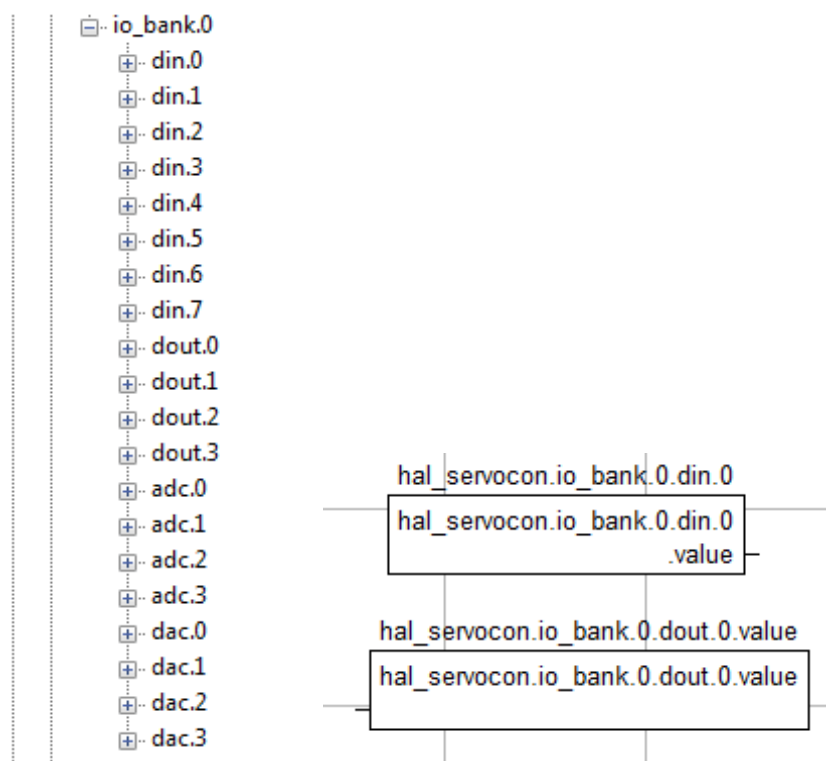 io_bank.0
din.0
din.1
din.2
din.3
din.4
din.5
din.6
din.7
dout.0
dout.1
dout.2
dout.3
adc.0
adc.1
adc.2
adc.3
dac.0
dac.1
dac.2
dac.3
hal_servocon.io_bank.0.din.0
hal_servocon.io_bank.0.din.0
.value
hal_servocon.io_bank.0.dout.0.value
hal_servocon.io_bank.0.dout.0.value